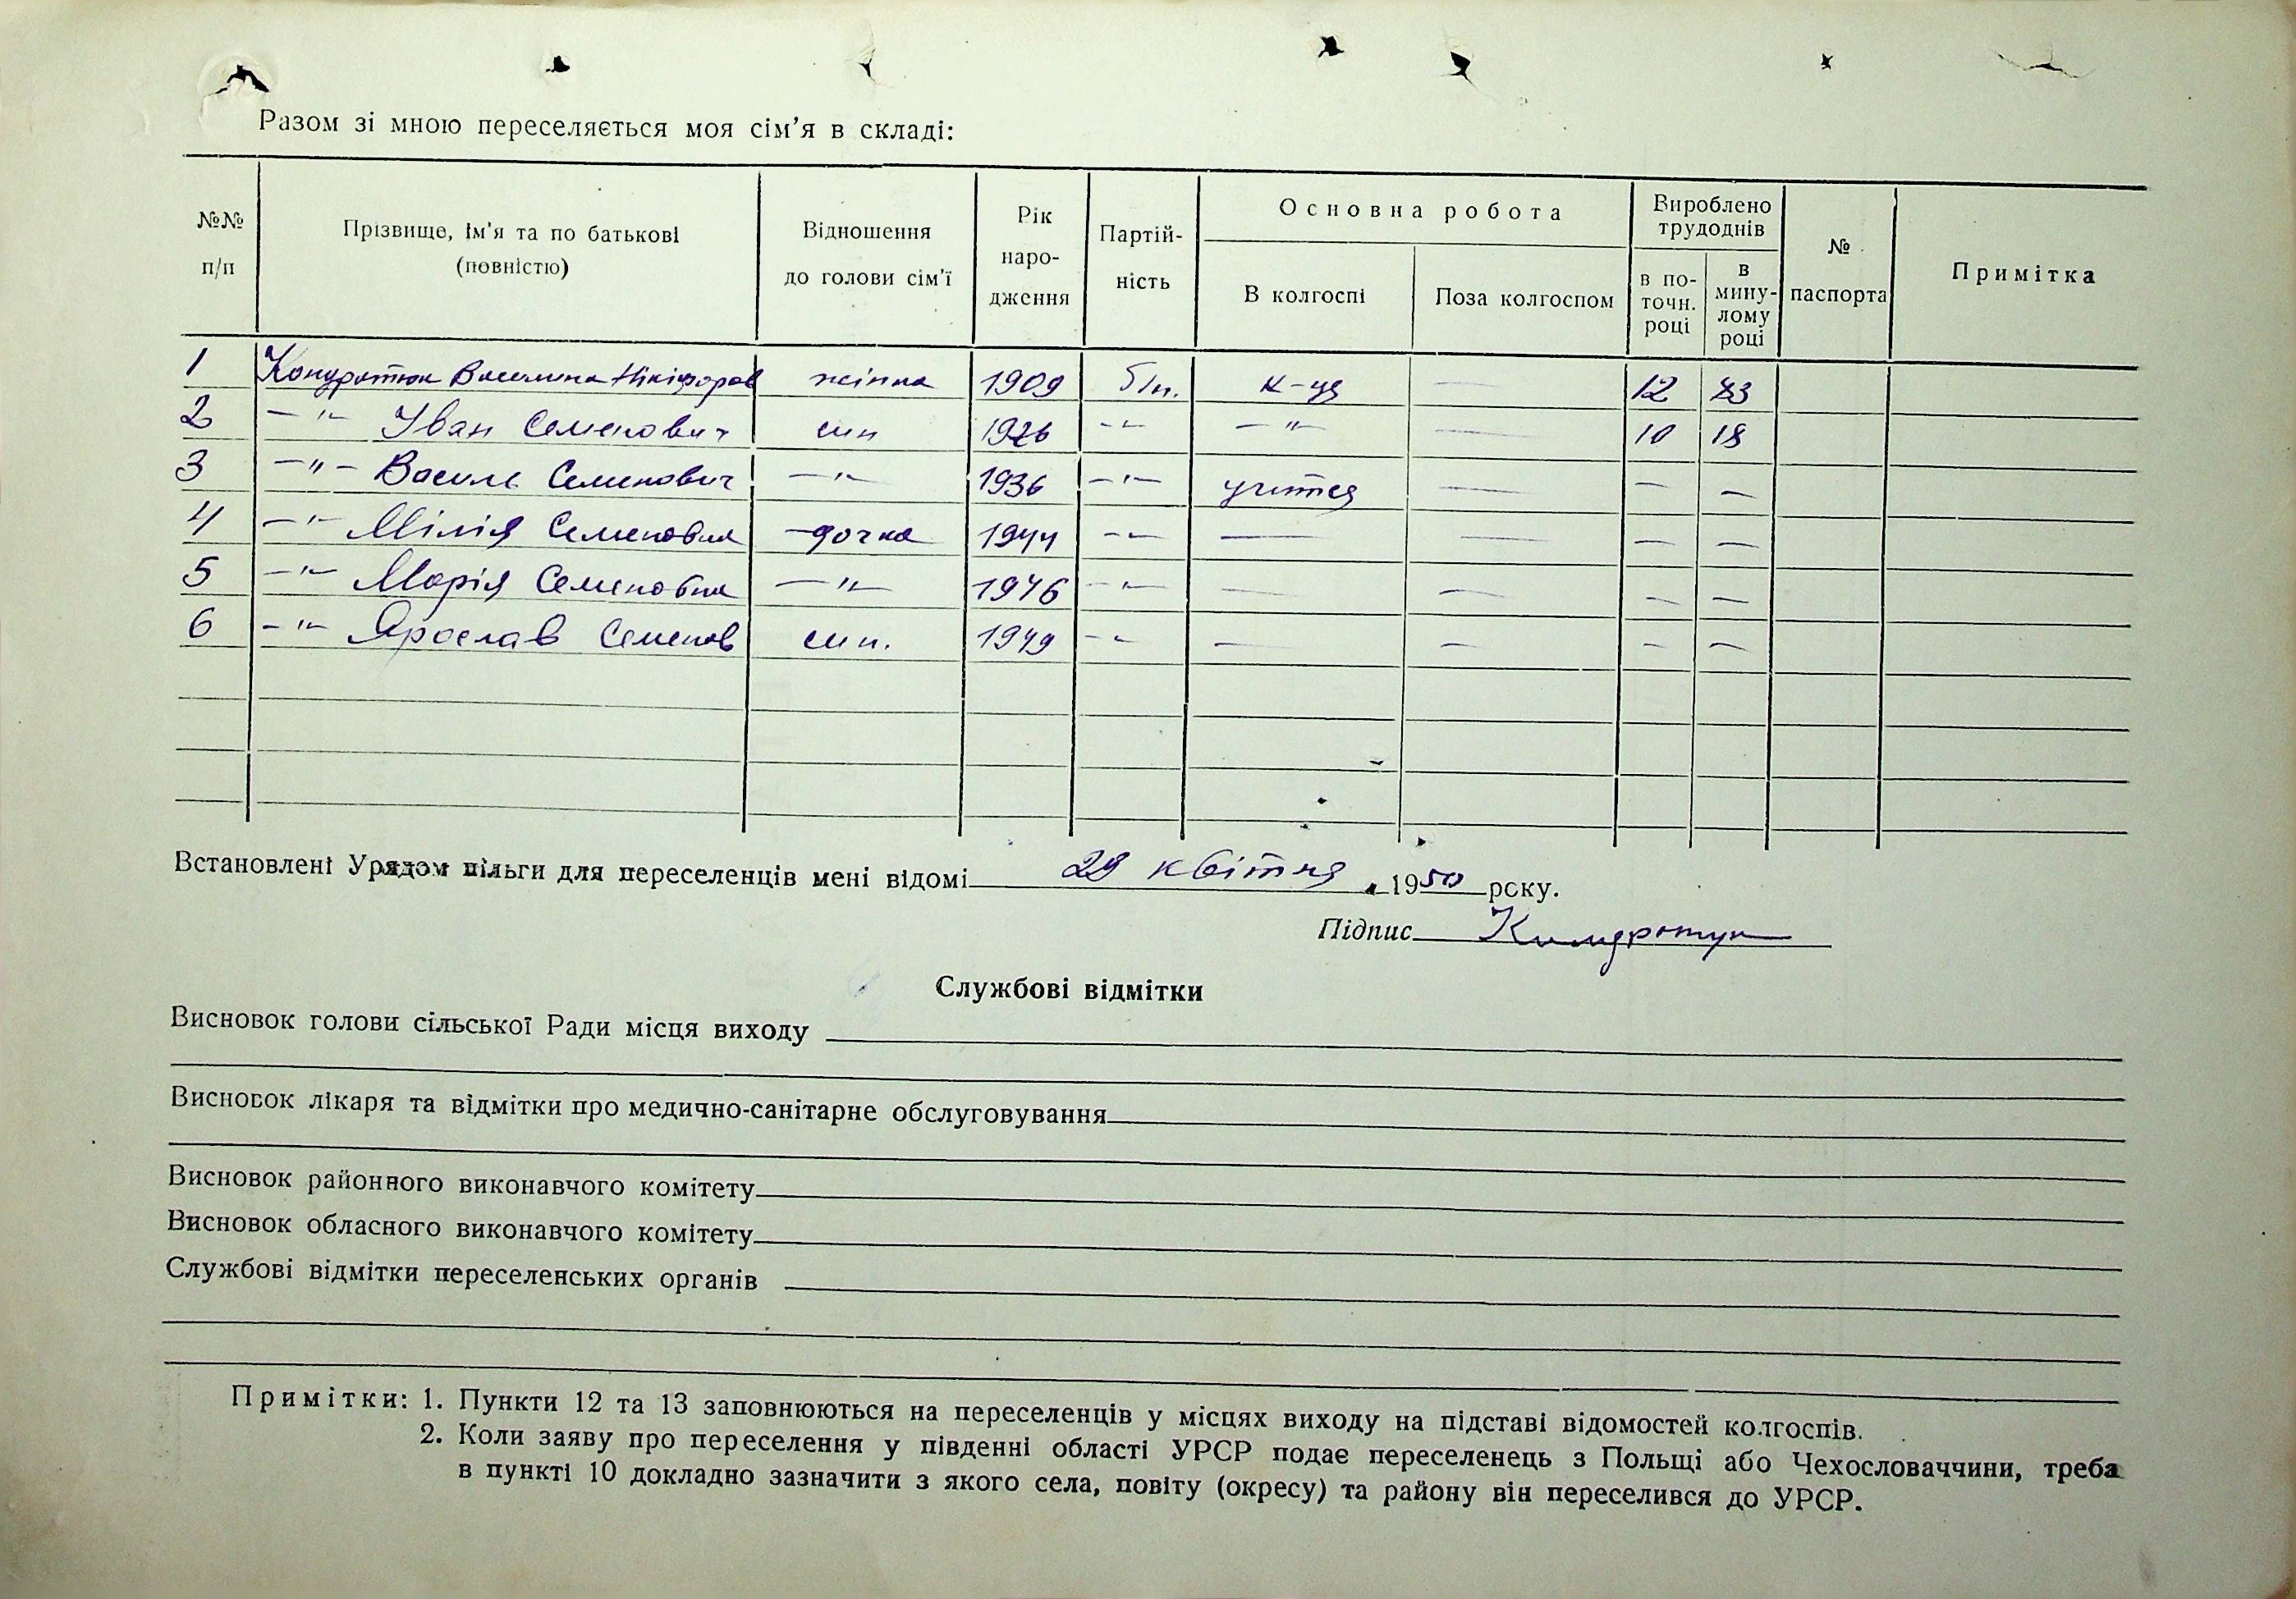 Разом зі мною переселяється моя сім'я в складі:
№№ п/п | Прізвище, ім'я та по батькові (повністю) | Відношення до голови сім'ї | Рік народження | Партійність | Основна робота | Вироблено трудоднів | № паспорта | Примітка
В колгоспі | Поза колгоспом | в поточн. році | в минулому році
1 Кондратюк Василина Нікіфоров жінка 1909 б/п. к-ця — 12 23
2 —"— Іван Семенович син 1926 —"— —"— — 10 18
3 —"— Василь Семенович —"— 1936 —"— учится — — —
4 —"— Мілія Семеновна дочка 1944 —"— — — — —
5 —"— Марія Семеновна —"— 1946 —"— — — — —
6 —"— Ярослав Семенов син. 1949 —"— — — — —
Встановлені Урядом пільги для переселенців мені відомі 29 квітня 1950 року.
Підпис Кондратюк
Службові відмітки
Висновок голови сільської Ради місця виходу
Висновок лікаря та відмітки про медично-санітарне обслуговування
Висновок районного виконавчого комітету
Висновок обласного виконавчого комітету
Службові відмітки переселенських органів
Примітки: 1. Пункти 12 та 13 заповнюються на переселенців у місцях виходу на підставі відомостей колгоспів.
2. Коли заяву про переселення у південні області УРСР подає переселенець з Польщі або Чехословаччини, треба
в пункті 10 докладно зазначити з якого села, повіту (окресу) та району він переселився до УРСР.